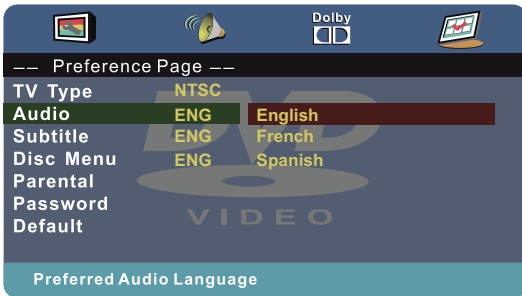 Dolby
-- Preference Page --
TV Type NTSC
Audio ENG English
Subtitle ENG French
Disc Menu ENG Spanish
Parental
Password
Default
DVD
VIDEO
Preferred Audio Language